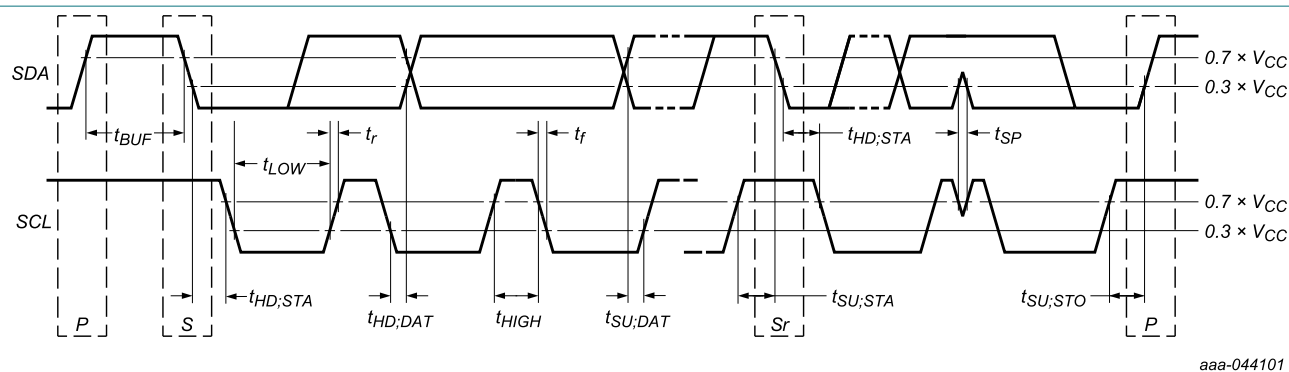 SDA
0.7 × VCC
0.3 × VCC
tBUF
tr
tf
tHD;STA
tSP
tLOW
SCL
0.7 × VCC
0.3 × VCC
tHD;STA
tHD;DAT
tHIGH
tSU;DAT
tSU;STA
tSU;STO
P
S
Sr
P
aaa-044101